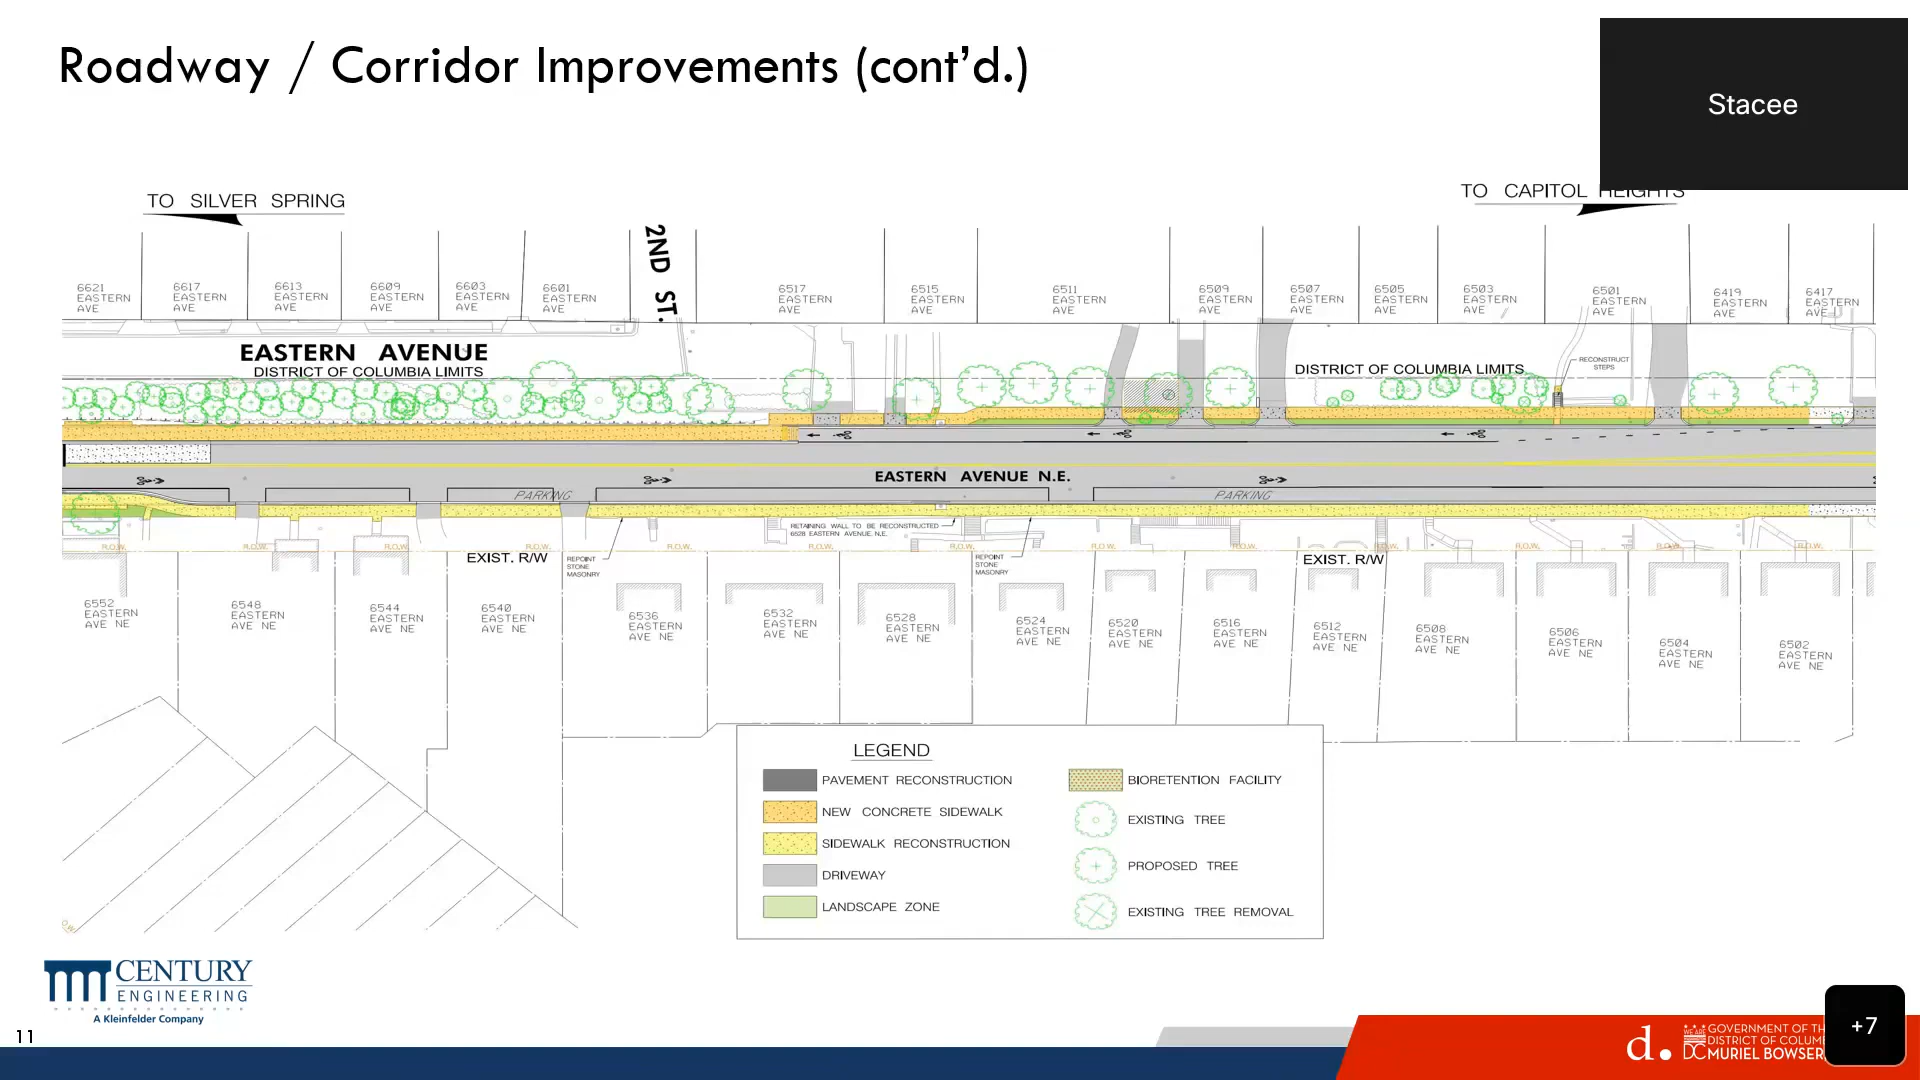 Roadway / Corridor Improvements (cont'd.)
Stacee
TO SILVER SPRING
TO CAPITOL HEIGHTS
2ND ST.
6621
EASTERN
AVE
6617
EASTERN
AVE
6613
EASTERN
AVE
6609
EASTERN
AVE
6603
EASTERN
AVE
6601
EASTERN
AVE
6517
EASTERN
AVE
6515
EASTERN
AVE
6511
EASTERN
AVE
6509
EASTERN
AVE
6507
EASTERN
AVE
6505
EASTERN
AVE
6503
EASTERN
AVE
6501
EASTERN
AVE
6419
EASTERN
AVE
6417
EASTERN
AVE
EASTERN AVENUE
DISTRICT OF COLUMBIA LIMITS
DISTRICT OF COLUMBIA LIMITS
RECONSTRUCT
STEPS
EASTERN AVENUE N.E.
PARKING
PARKING
RETAINING WALL TO BE RECONSTRUCTED
6528 EASTERN AVENUE N.E.
R.O.W.
R.O.W.
R.O.W.
R.O.W.
R.O.W.
R.O.W.
R.O.W.
R.O.W.
R.O.W.
R.O.W.
R.O.W.
R.O.W.
EXIST. R/W
REPOINT
STONE
MASONRY
REPOINT
STONE
MASONRY
EXIST. R/W
6552
EASTERN
AVE NE
6548
EASTERN
AVE NE
6544
EASTERN
AVE NE
6540
EASTERN
AVE NE
6536
EASTERN
AVE NE
6532
EASTERN
AVE NE
6528
EASTERN
AVE NE
6524
EASTERN
AVE NE
6520
EASTERN
AVE NE
6516
EASTERN
AVE NE
6512
EASTERN
AVE NE
6508
EASTERN
AVE NE
6506
EASTERN
AVE NE
6504
EASTERN
AVE NE
6502
EASTERN
AVE NE
LEGEND
PAVEMENT RECONSTRUCTION
NEW CONCRETE SIDEWALK
SIDEWALK RECONSTRUCTION
DRIVEWAY
LANDSCAPE ZONE
BIORETENTION FACILITY
EXISTING TREE
PROPOSED TREE
EXISTING TREE REMOVAL
CENTURY
ENGINEERING
A Kleinfelder Company
11
d.
WE ARE
DC
GOVERNMENT OF TH
DISTRICT OF COLUM
MURIEL BOWSER,
+7